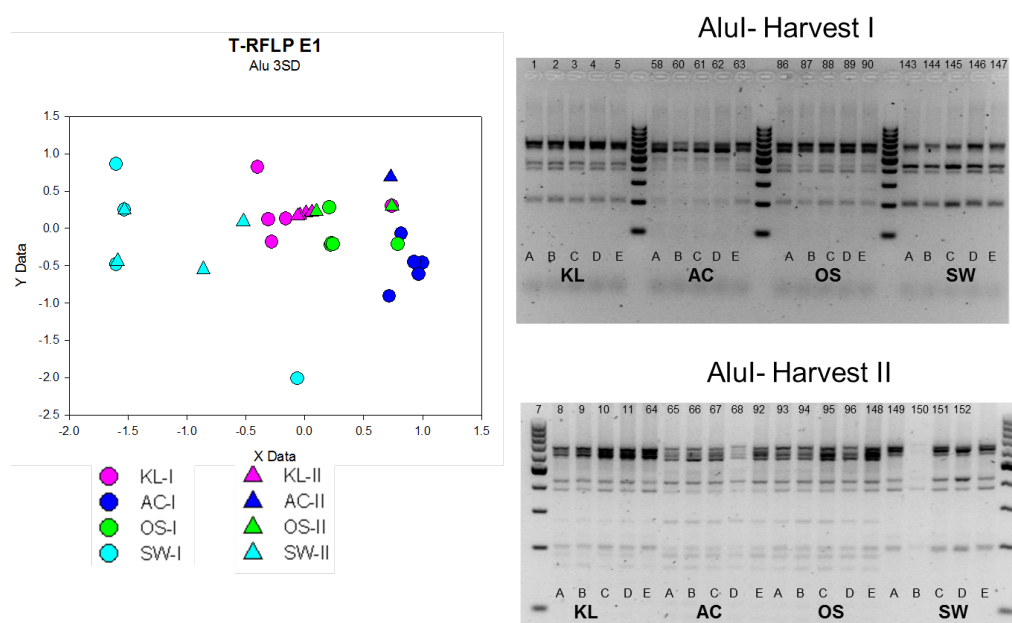 T-RFLP E1
Alu 3SD
1.5
1.0
0.5
0.0
-0.5
-1.0
-1.5
-2.0
-2.5
Y Data
-2.0 -1.5 -1.0 -0.5 0.0 0.5 1.0 1.5
X Data
KL-I KL-II
AC-I AC-II
OS-I OS-II
SW-I SW-II
AluI- Harvest I
1 2 3 4 5 58 60 61 62 63 86 87 88 89 90 143 144 145 146 147
A B C D E A B C D E A B C D E A B C D E
KL AC OS SW
AluI- Harvest II
7 8 9 10 11 64 65 66 67 68 92 93 94 95 96 148 149 150 151 152
A B C D E A B C D E A B C D E A B C D E
KL AC OS SW